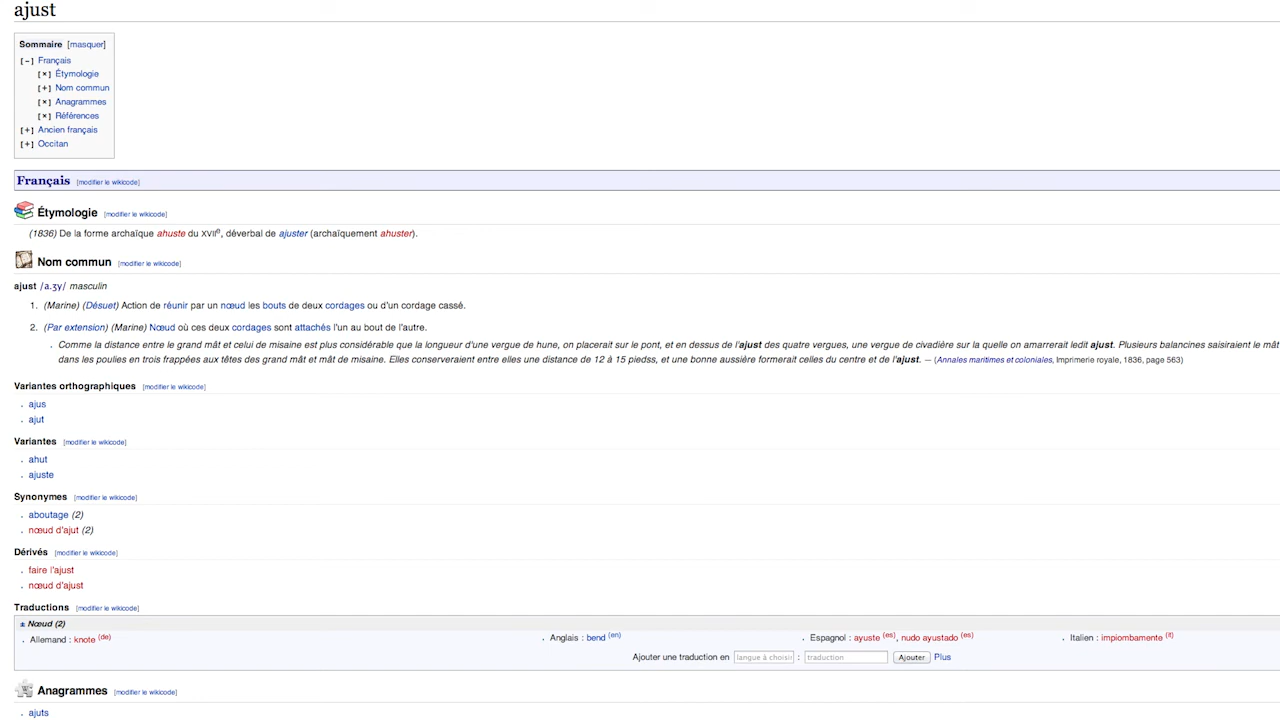 ajust
Sommaire [masquer]
[−] Français
[×] Étymologie
[+] Nom commun
[×] Anagrammes
[×] Références
[+] Ancien français
[+] Occitan
Français [modifier le wikicode]
Étymologie [modifier le wikicode]
(1836) De la forme archaïque ahuste du XVIIe, déverbal de ajuster (archaïquement ahuster).
Nom commun [modifier le wikicode]
ajust /a.ʒy/ masculin
1. (Marine) (Désuet) Action de réunir par un nœud les bouts de deux cordages ou d’un cordage cassé.
2. (Par extension) (Marine) Nœud où ces deux cordages sont attachés l’un au bout de l’autre.
Comme la distance entre le grand mât et celui de misaine est plus considérable que la longueur d’une vergue de hune, on placerait sur le pont, et en dessus de l’ajust des quatre vergues, une vergue de civadière sur la quelle on amarrerait ledit ajust. Plusieurs balancines saisiraient le mât
dans les poulies en trois frappées aux têtes des grand mât et mât de misaine. Elles conserveraient entre elles une distance de 12 à 15 piedss, et une bonne aussière formerait celles du centre et de l’ajust. — (Annales maritimes et coloniales, Imprimerie royale, 1836, page 563)
Variantes orthographiques [modifier le wikicode]
ajus
ajut
Variantes [modifier le wikicode]
ahut
ajuste
Synonymes [modifier le wikicode]
aboutage (2)
nœud d’ajut (2)
Dérivés [modifier le wikicode]
faire l’ajust
nœud d’ajust
Traductions [modifier le wikicode]
± Nœud (2)
Allemand : knote (de) Anglais : bend (en) Espagnol : ayuste (es), nudo ayustado (es) Italien : impiombamente (it)
Ajouter une traduction en langue à choisir : traduction Ajouter Plus
Anagrammes [modifier le wikicode]
ajuts